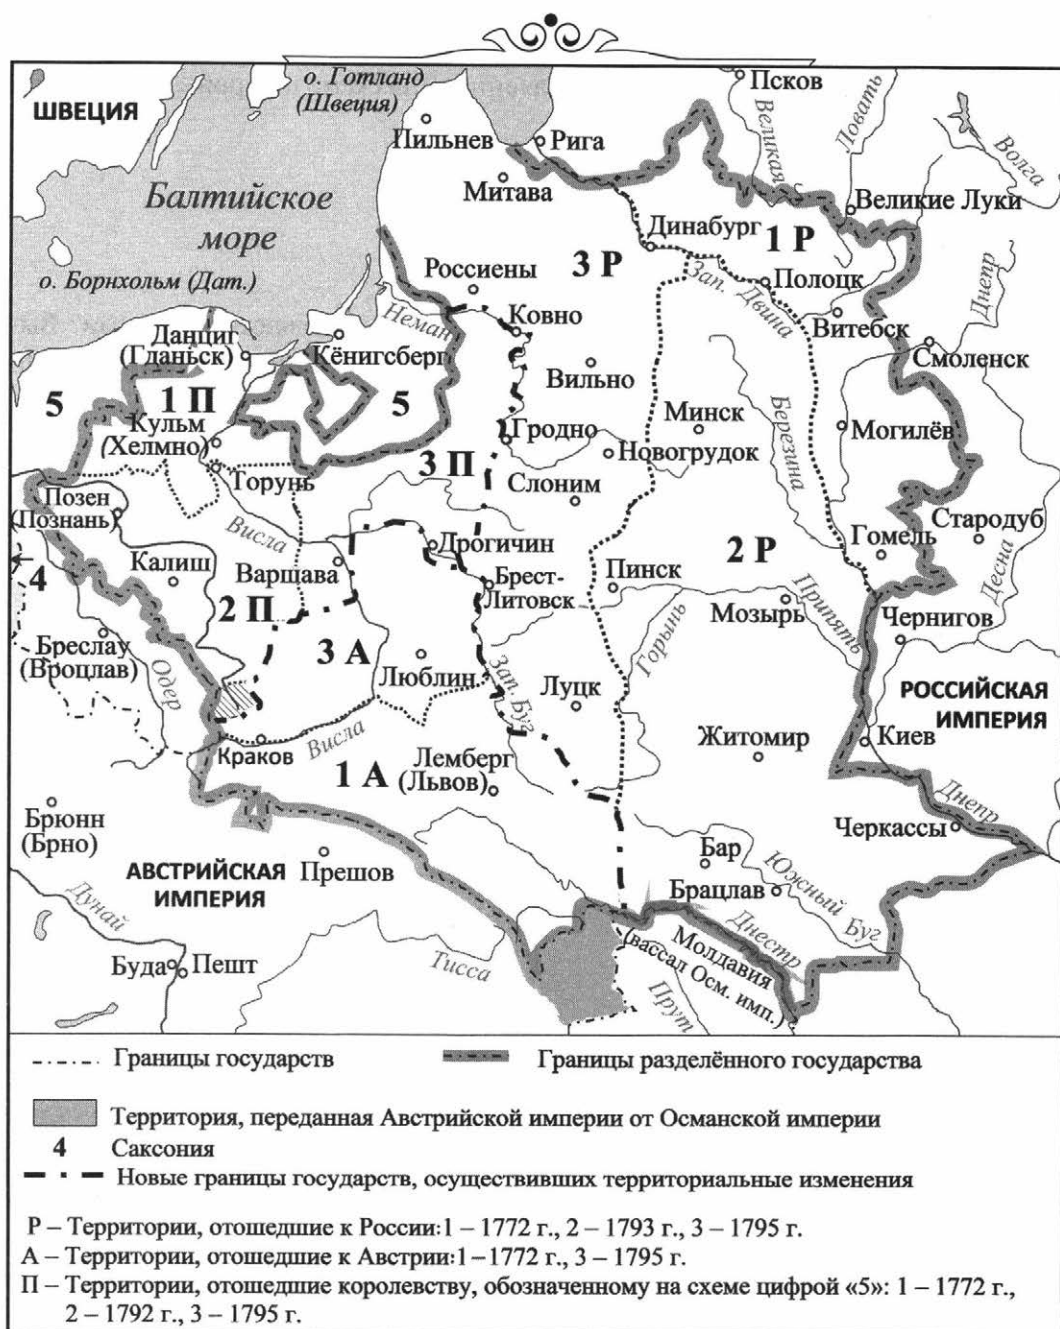 о. Готланд
(Швеция)
ШВЕЦИЯ
Псков
Пильнев
Рига
Великая
Ловать
Волга
Митава
Балтийское
море
Великие Луки
Динабург
1 Р
3 Р
о. Борнхольм (Дат.)
Россиены
Зап. Двина
Полоцк
Днепр
Неман
Ковно
Витебск
Данциг
(Гданьск)
Кёнигсберг
Смоленск
Вильно
5
1 П
5
Минск
Березина
Кульм
(Хелмно)
Гродно
Могилёв
3 П
Новогрудок
Торунь
Слоним
Позен
(Познань)
Стародуб
Висла
Дрогичин
Гомель
2 Р
Десна
4
Калиш
Варшава
Брест-
Литовск
Пинск
Мозырь
Припять
2 П
Чернигов
Горынь
Бреслау
(Вроцлав)
3 А
Одер
Люблин
Зап. Буг
Луцк
РОССИЙСКАЯ
ИМПЕРИЯ
Киев
Краков
Висла
Житомир
1 А
Лемберг
(Львов)
Днепр
Брюнн
(Брно)
Черкассы
АВСТРИЙСКАЯ
ИМПЕРИЯ
Прешов
Бар
Брацлав
Южный Буг
Дунай
Днестр
Молдавия
(вассал Осм. имп.)
Буда
Пешт
Тисса
Прут
Границы государств
Границы разделённого государства
Территория, переданная Австрийской империи от Османской империи
4 Саксония
Новые границы государств, осуществивших территориальные изменения
Р – Территории, отошедшие к России:1 – 1772 г., 2 – 1793 г., 3 – 1795 г.
А – Территории, отошедшие к Австрии:1 –1772 г., 3 – 1795 г.
П – Территории, отошедшие королевству, обозначенному на схеме цифрой «5»: 1 – 1772 г.,
2 – 1792 г., 3 – 1795 г.